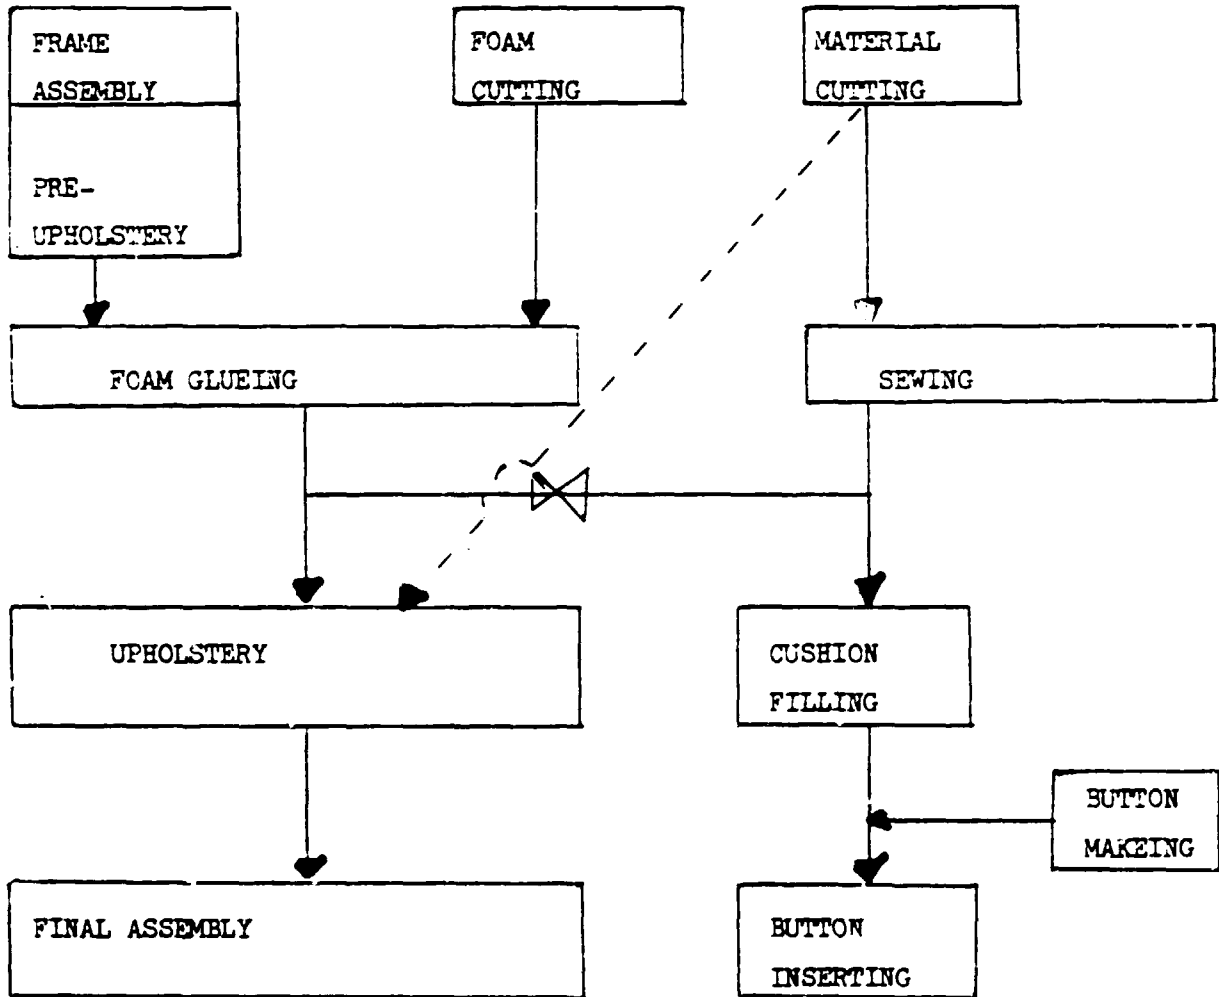 FRAME
ASSEMBLY
PRE-
UPHOLSTERY
FOAM
CUTTING
MATERIAL
CUTTING
FOAM GLUEING
SEWING
UPHOLSTERY
CUSHION
FILLING
BUTTON
MAKEING
FINAL ASSEMBLY
BUTTON
INSERTING